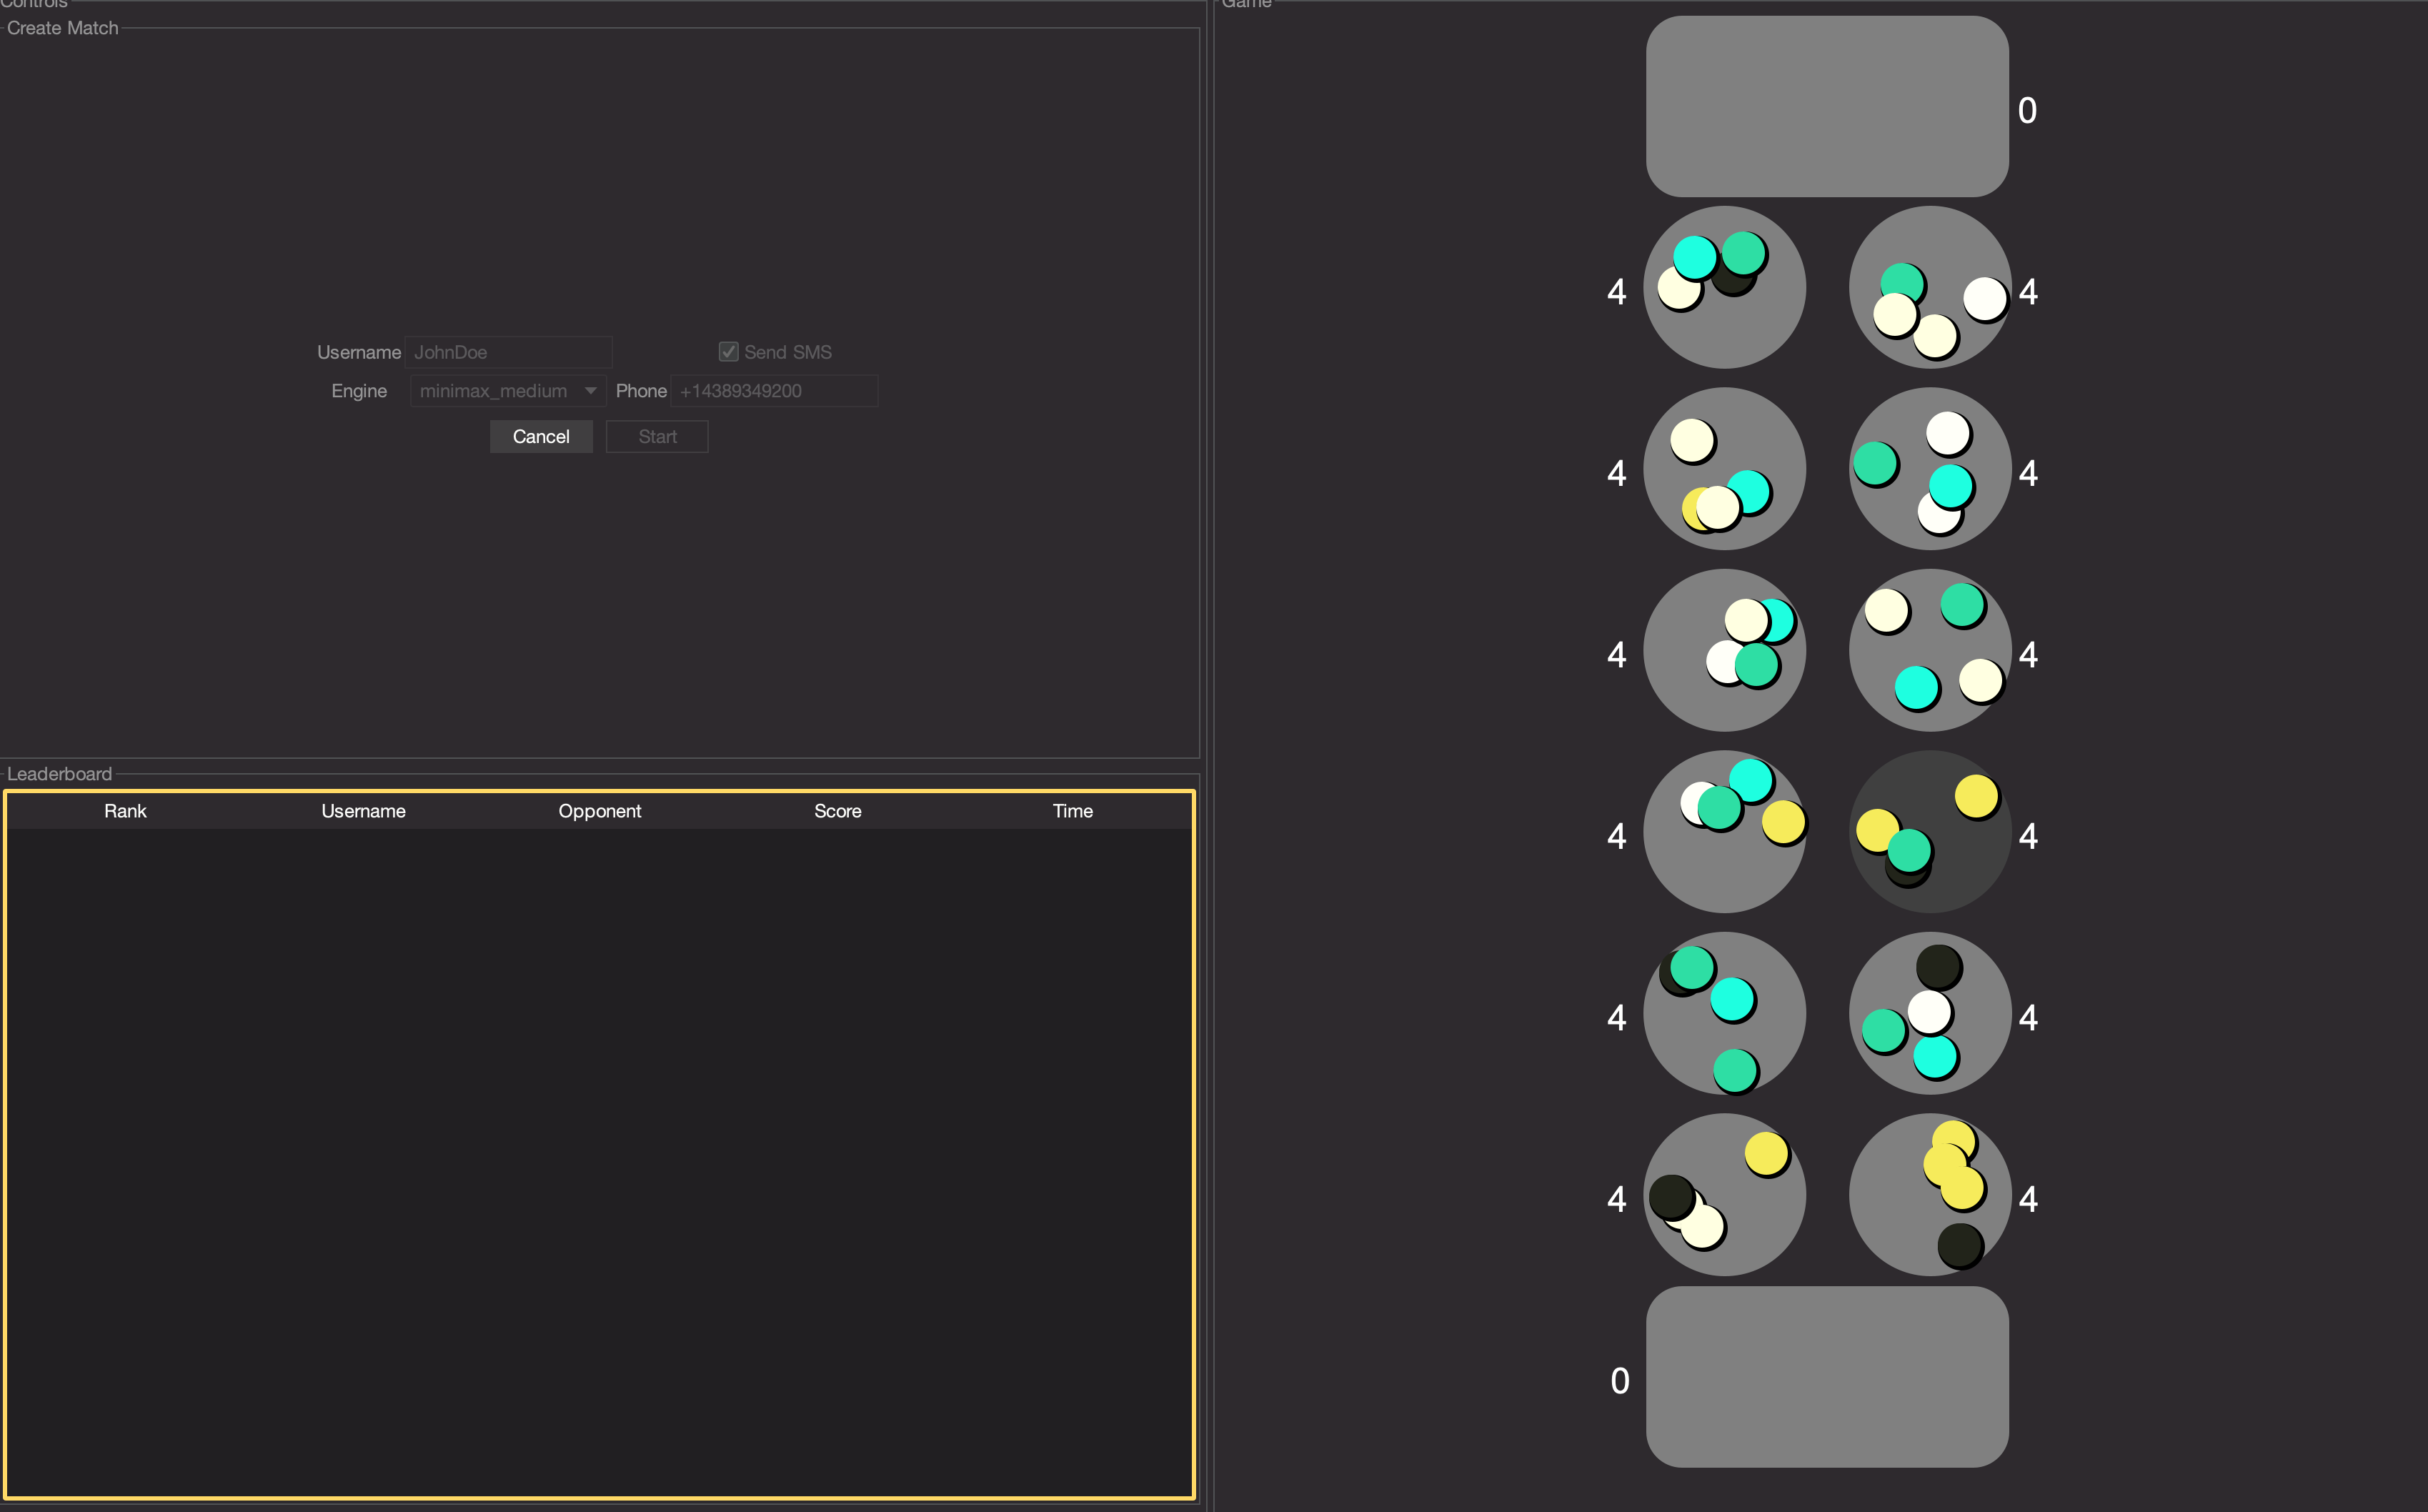 Controls
Create Match
Username JohnDoe Send SMS
Engine minimax_medium Phone +14389349200
Cancel Start
Leaderboard
Rank Username Opponent Score Time
Game
0
4 4
4 4
4 4
4 4
4 4
4 4
0